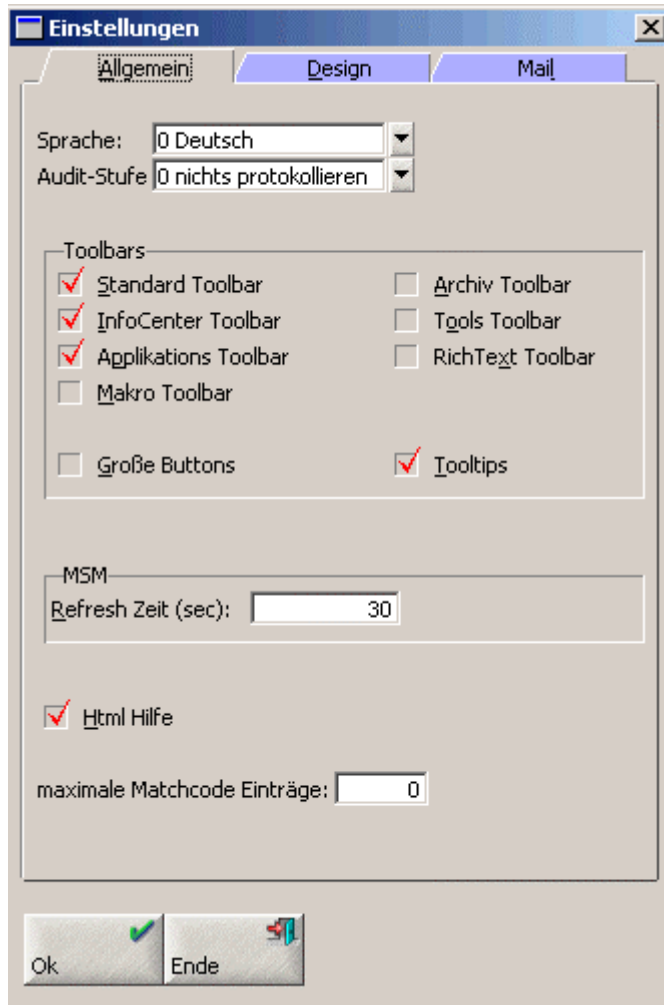 Einstellungen
Allgemein Design Mail
Sprache: 0 Deutsch
Audit-Stufe 0 nichts protokollieren
Toolbars
Standard Toolbar Archiv Toolbar
InfoCenter Toolbar Tools Toolbar
Applikations Toolbar RichText Toolbar
Makro Toolbar
Große Buttons Tooltips
MSM
Refresh Zeit (sec): 30
Html Hilfe
maximale Matchcode Einträge: 0
Ok Ende